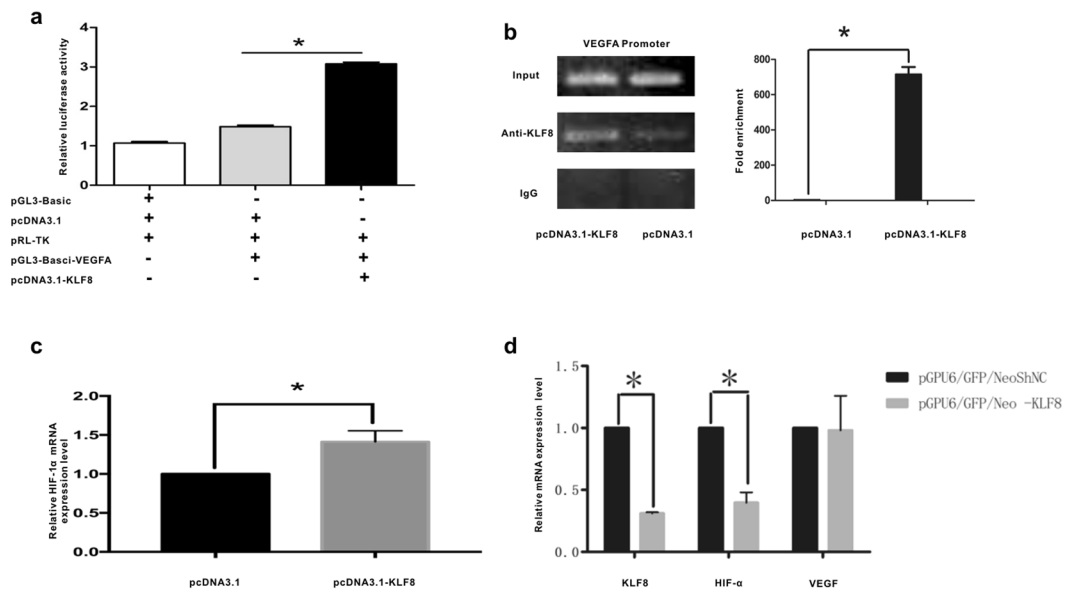 a
Relative luciferase activity
4
3
2
1
0
*
pGL3-Basic + - -
pcDNA3.1 + + -
pRL-TK + + +
pGL3-Basci-VEGFA - + +
pcDNA3.1-KLF8 - - +
b
VEGFA Promoter
Input
Anti-KLF8
IgG
pcDNA3.1-KLF8 pcDNA3.1
Fold enrichment
800
600
400
200
0
*
pcDNA3.1 pcDNA3.1-KLF8
c
Relative HIF-1α mRNA
expression level
2.0
1.5
1.0
0.5
0.0
*
pcDNA3.1 pcDNA3.1-KLF8
d
Relative mRNA expression level
1.5
1.0
0.5
0.0
* *
KLF8 HIF-α VEGF
pGPU6/GFP/NeoShNC
pGPU6/GFP/Neo -KLF8